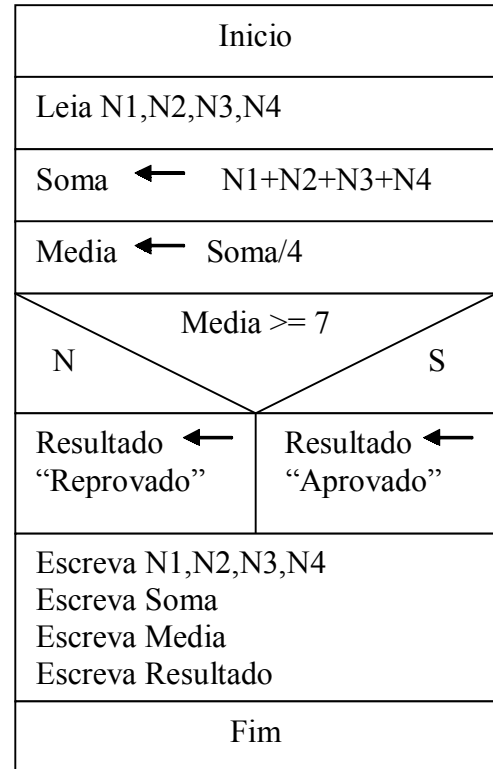 Inicio
Leia N1,N2,N3,N4
Soma ← N1+N2+N3+N4
Media ← Soma/4
Media >= 7
N
S
Resultado ←
“Reprovado”
Resultado ←
“Aprovado”
Escreva N1,N2,N3,N4
Escreva Soma
Escreva Media
Escreva Resultado
Fim